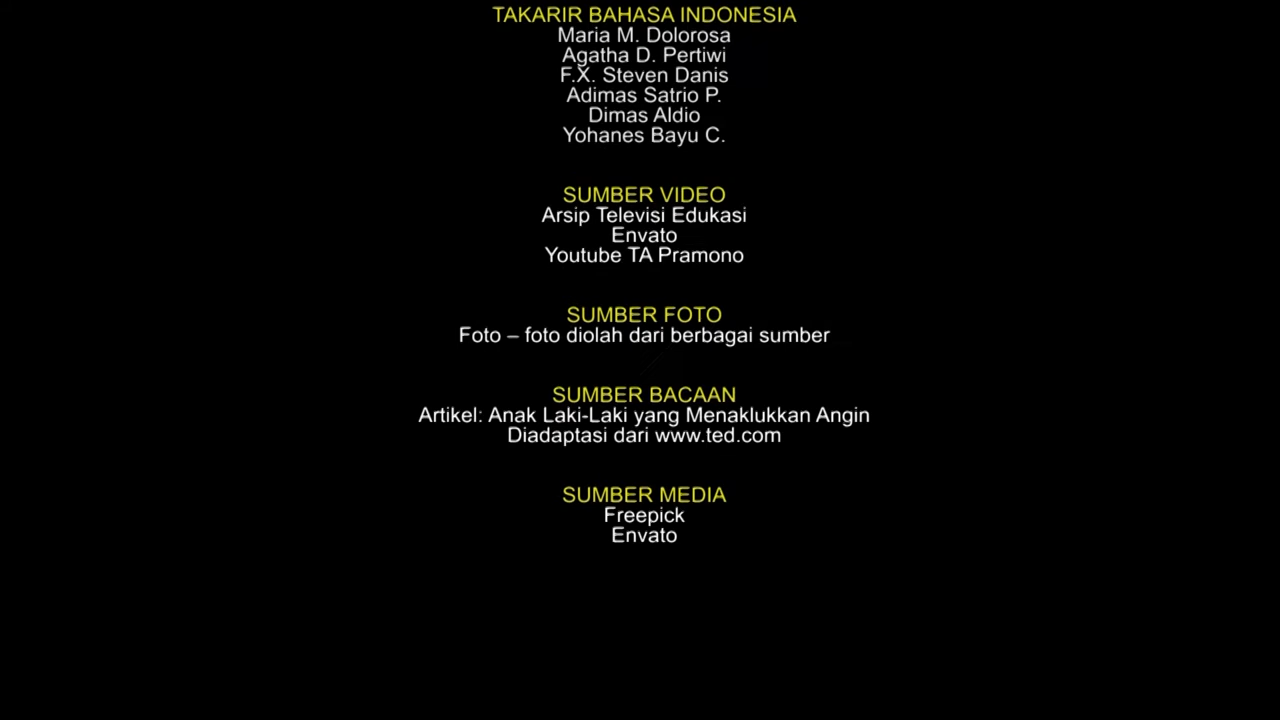 TAKARIR BAHASA INDONESIA
Maria M. Dolorosa
Agatha D. Pertiwi
F.X. Steven Danis
Adimas Satrio P.
Dimas Aldio
Yohanes Bayu C.
SUMBER VIDEO
Arsip Televisi Edukasi
Envato
Youtube TA Pramono
SUMBER FOTO
Foto – foto diolah dari berbagai sumber
SUMBER BACAAN
Artikel: Anak Laki-Laki yang Menaklukkan Angin
Diadaptasi dari www.ted.com
SUMBER MEDIA
Freepick
Envato